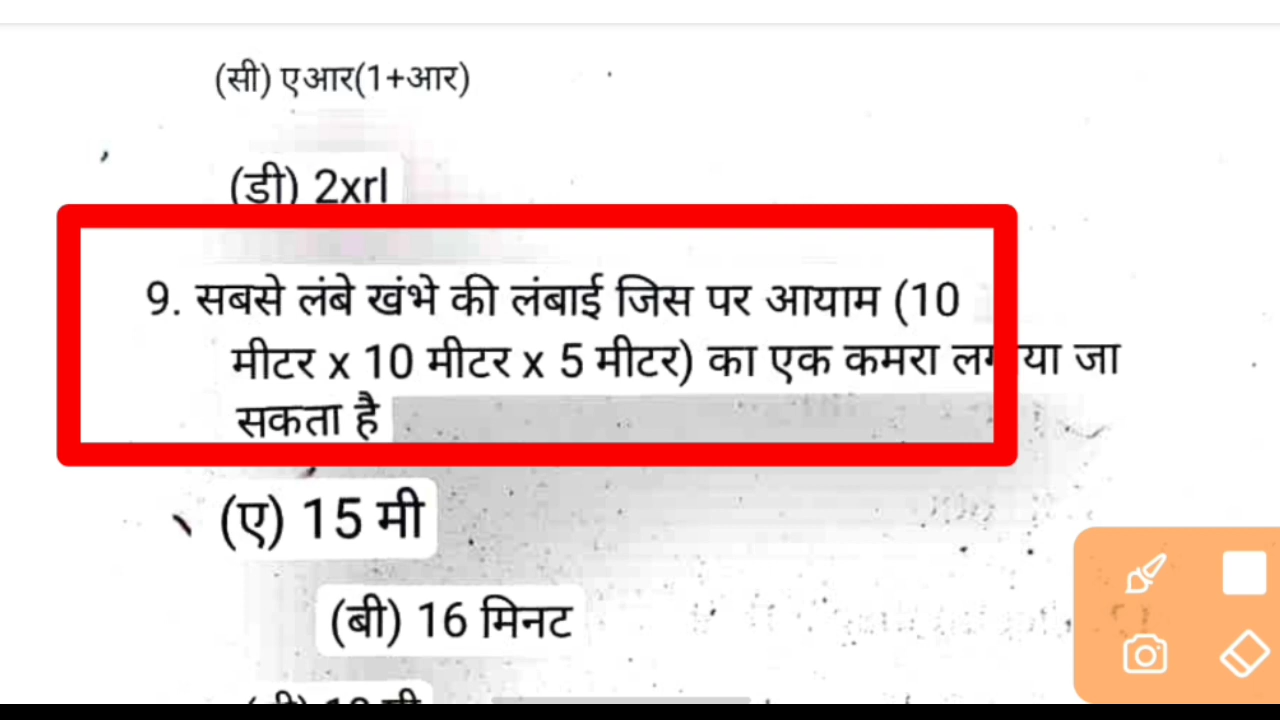 (सी) एआर(1+आर)
(डी) 2xrl
9. सबसे लंबे खंभे की लंबाई जिस पर आयाम (10
मीटर x 10 मीटर x 5 मीटर) का एक कमरा लगाया जा
सकता है
(ए) 15 मी
(बी) 16 मिनट